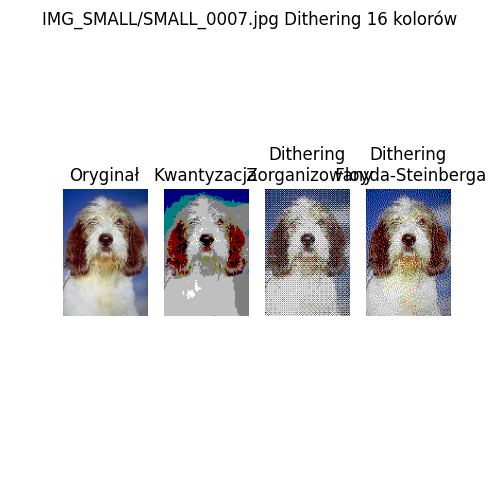 IMG_SMALL/SMALL_0007.jpg Dithering 16 kolorów
Oryginał
Kwantyzacja
Dithering
Zorganizowany
Dithering
Floyda-Steinberga